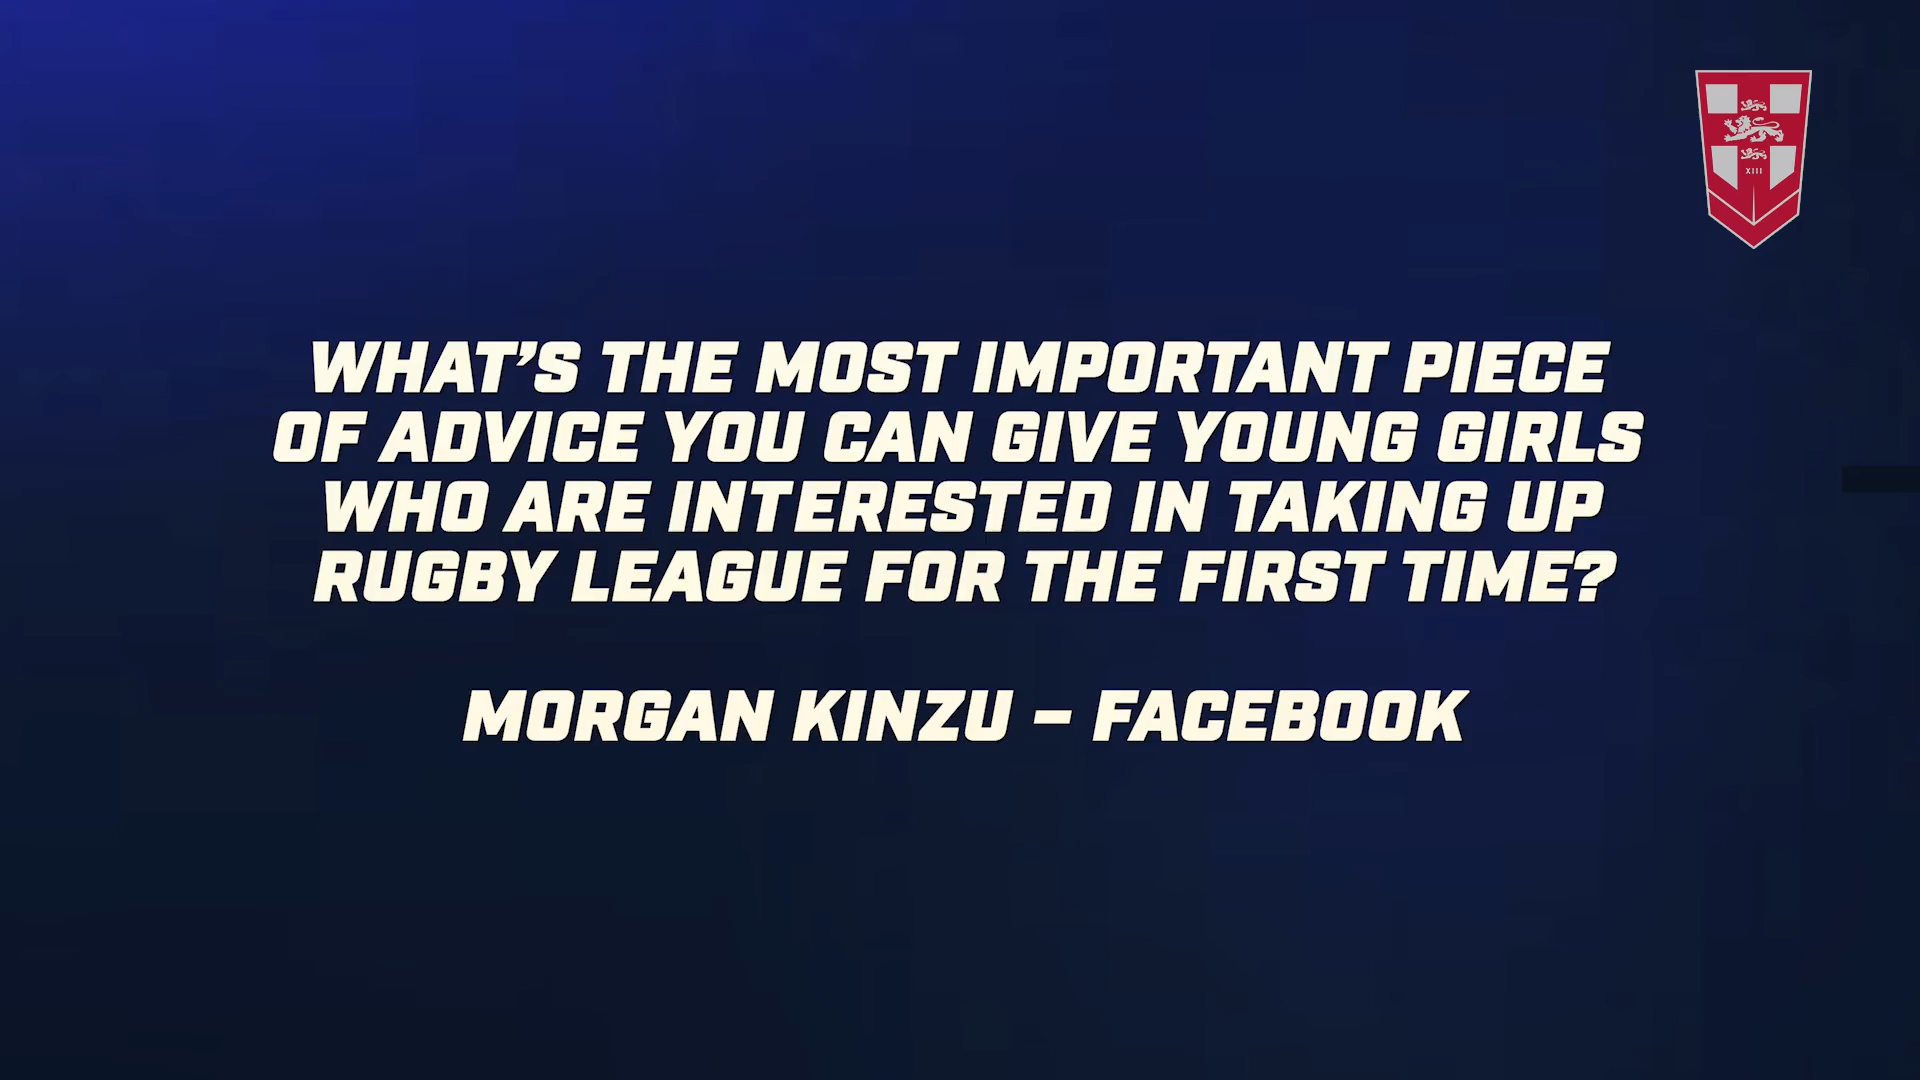 XIII
WHAT'S THE MOST IMPORTANT PIECE
OF ADVICE YOU CAN GIVE YOUNG GIRLS
WHO ARE INTERESTED IN TAKING UP
RUGBY LEAGUE FOR THE FIRST TIME?
MORGAN KINZU – FACEBOOK